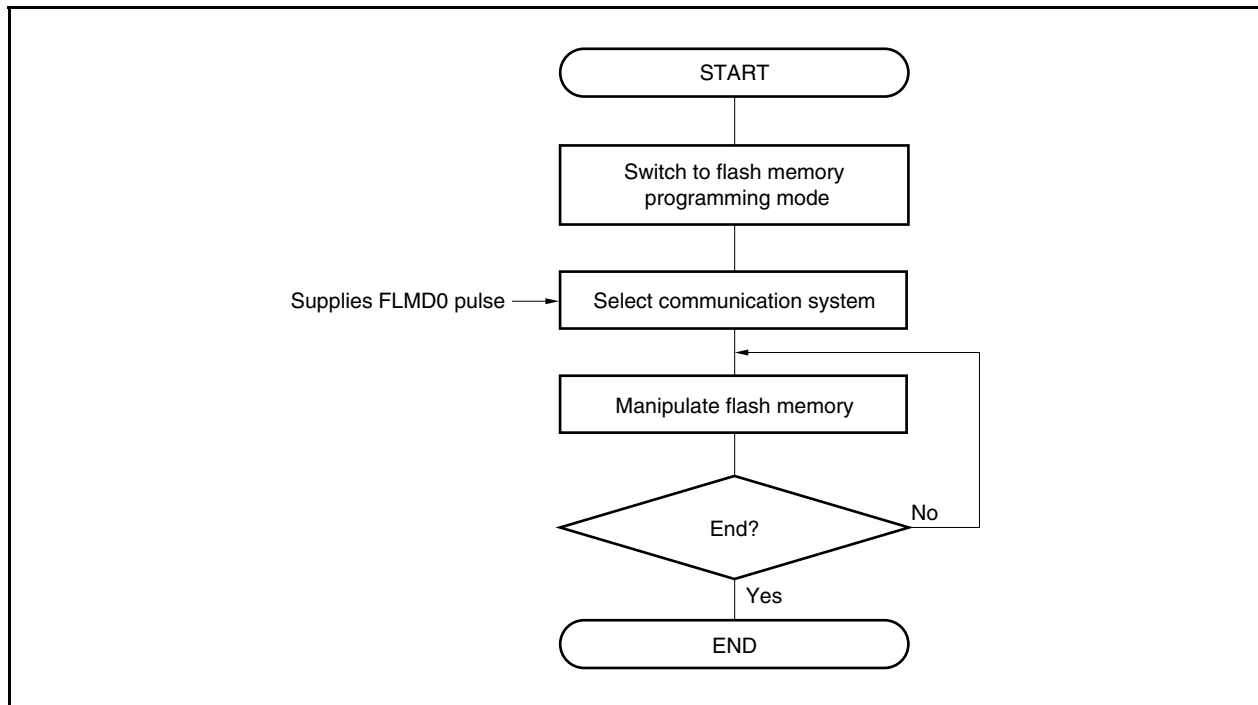 START
Switch to flash memory
programming mode
Supplies FLMD0 pulse
Select communication system
Manipulate flash memory
End?
No
Yes
END